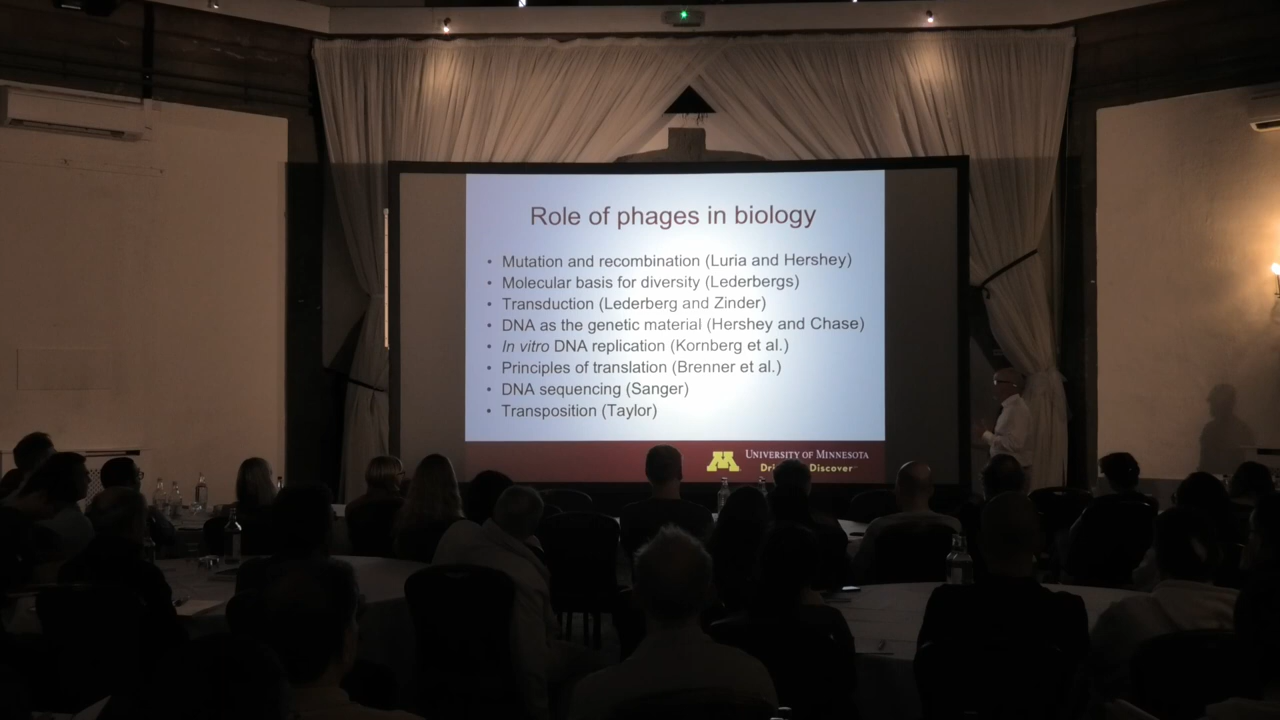 Role of phages in biology
• Mutation and recombination (Luria and Hershey)
• Molecular basis for diversity (Lederbergs)
• Transduction (Lederberg and Zinder)
• DNA as the genetic material (Hershey and Chase)
• In vitro DNA replication (Kornberg et al.)
• Principles of translation (Brenner et al.)
• DNA sequencing (Sanger)
• Transposition (Taylor)
UNIVERSITY OF MINNESOTA
Discover